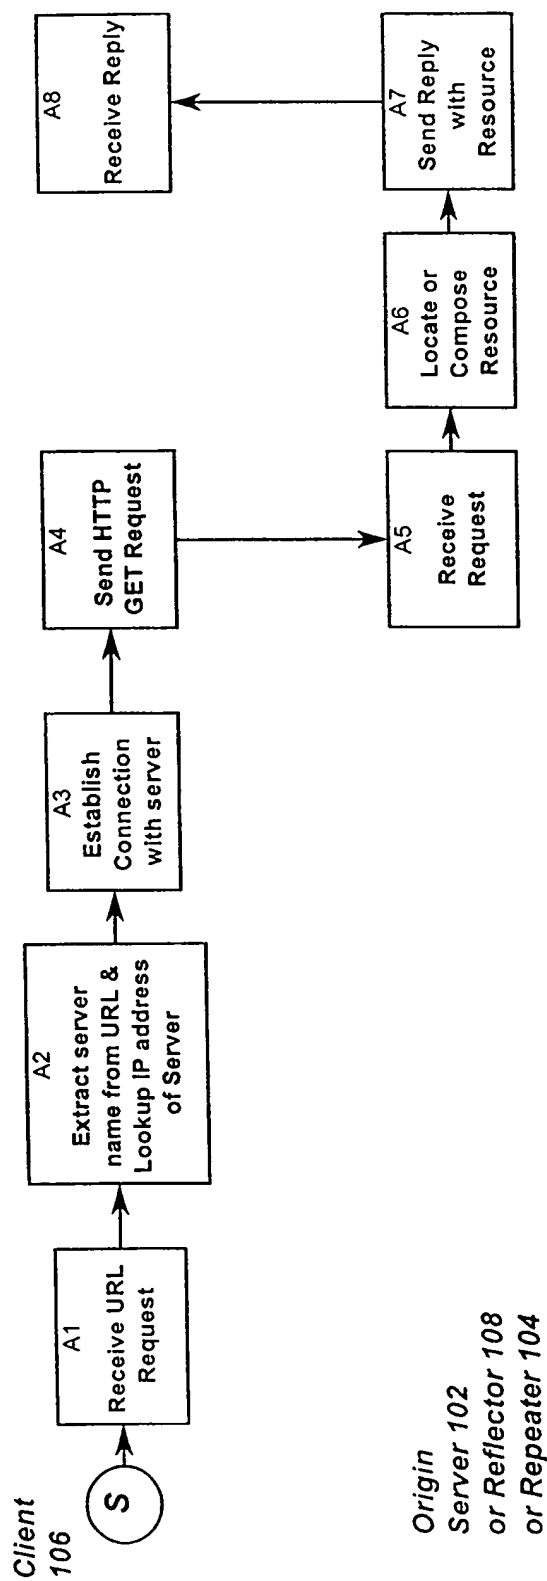 Client
106
S
A1
Receive URL
Request
A2
Extract server
name from URL &
Lookup IP address
of Server
A3
Establish
Connection
with server
A4
Send HTTP
GET Request
Origin
Server 102
or Reflector 108
or Repeater 104
A5
Receive
Request
A6
Locate or
Compose
Resource
A7
Send Reply
with
Resource
A8
Receive Reply